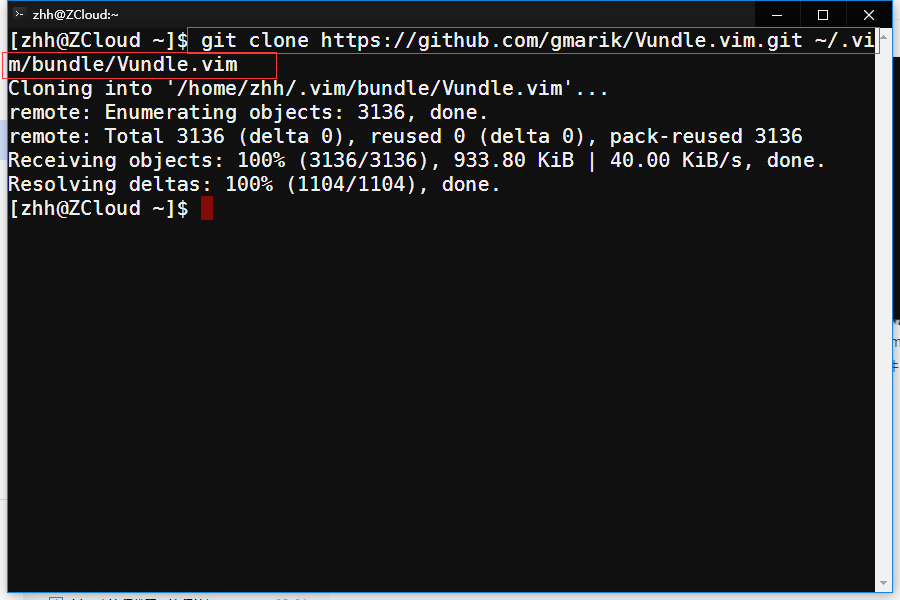 zhh@ZCloud:~
[zhh@ZCloud ~]$ git clone https://github.com/gmarik/Vundle.vim.git ~/.vi
m/bundle/Vundle.vim
Cloning into '/home/zhh/.vim/bundle/Vundle.vim'...
remote: Enumerating objects: 3136, done.
remote: Total 3136 (delta 0), reused 0 (delta 0), pack-reused 3136
Receiving objects: 100% (3136/3136), 933.80 KiB | 40.00 KiB/s, done.
Resolving deltas: 100% (1104/1104), done.
[zhh@ZCloud ~]$